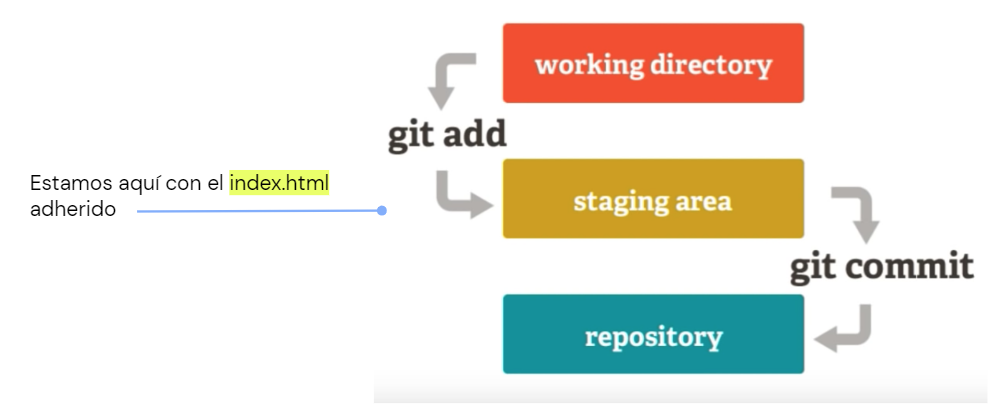 working directory
git add
Estamos aquí con el index.html
adherido
staging area
git commit
repository